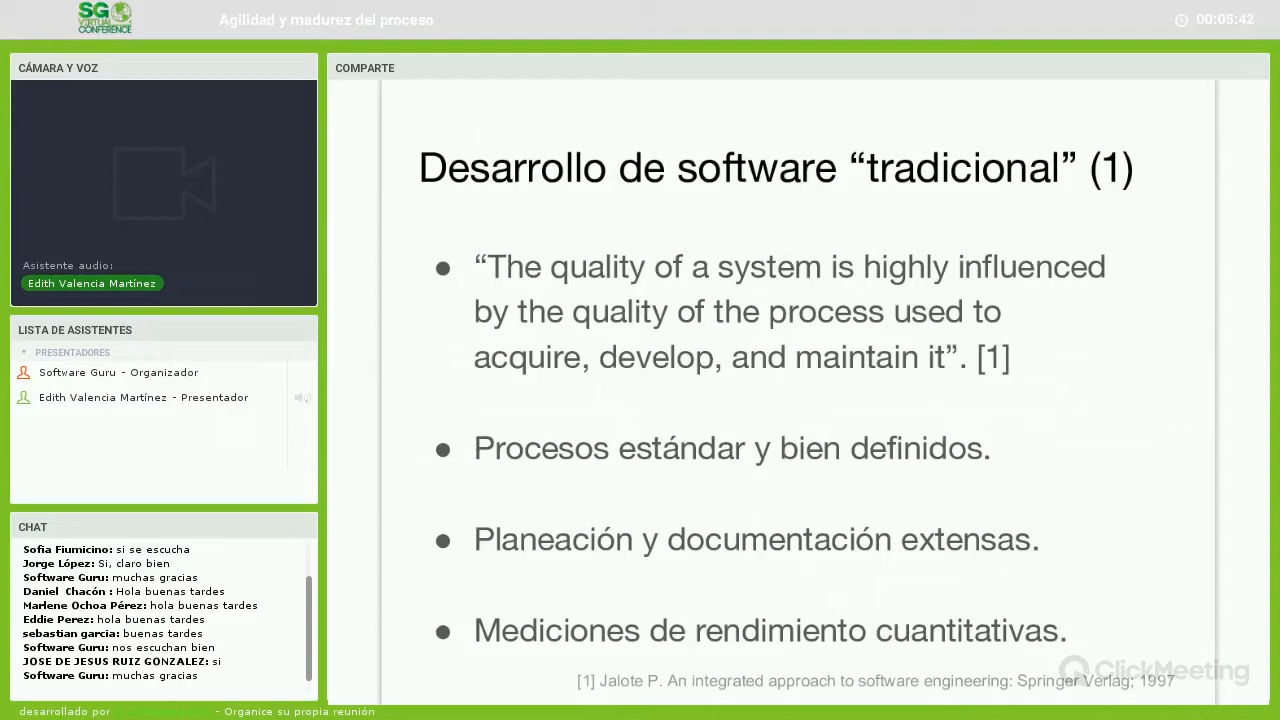 SG
VIRTUAL
CONFERENCE
Agilidad y madurez del proceso
00:05:42
CÁMARA Y VOZ
Asistente audio:
Edith Valencia Martínez
LISTA DE ASISTENTES
PRESENTADORES
Software Guru - Organizador
Edith Valencia Martínez - Presentador
CHAT
Sofia Fiumicino: si se escucha
Jorge López: Si, claro bien
Software Guru: muchas gracias
Daniel Chacón : Hola buenas tardes
Marlene Ochoa Pérez: hola buenas tardes
Eddie Perez: hola buenas tardes
sebastian garcia: buenas tardes
Software Guru: nos escuchan bien
JOSE DE JESUS RUIZ GONZALEZ: si
Software Guru: muchas gracias
desarrollado por
- Organice su propia reunión
COMPARTE
Desarrollo de software “tradicional” (1)
● “The quality of a system is highly influenced
by the quality of the process used to
acquire, develop, and maintain it”. [1]
● Procesos estándar y bien definidos.
● Planeación y documentación extensas.
● Mediciones de rendimiento cuantitativas.
[1] Jalote P. An integrated approach to software engineering: Springer Verlag; 1997
ClickMeeting